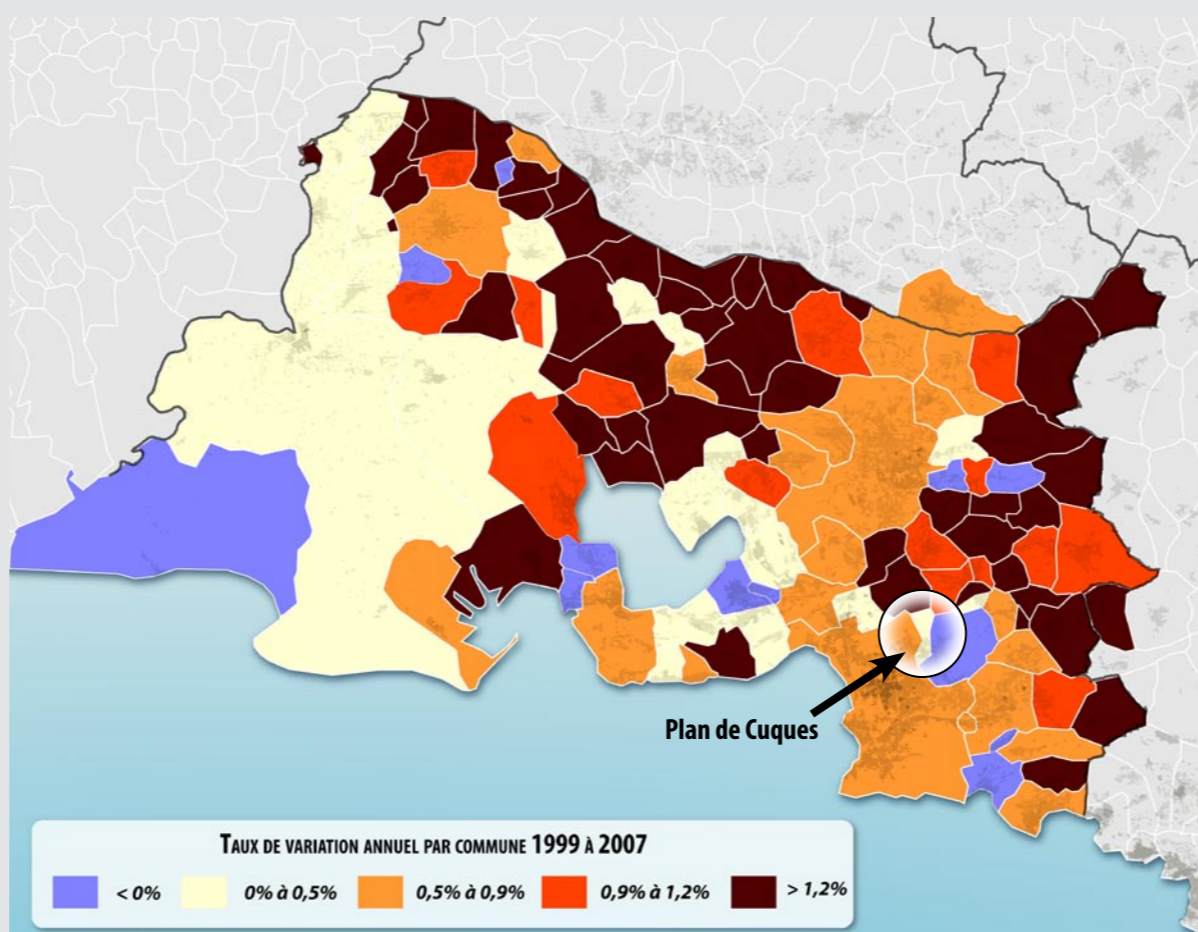 Plan de Cuques
TAUX DE VARIATION ANNUEL PAR COMMUNE 1999 À 2007
< 0% 0% à 0,5% 0,5% à 0,9% 0,9% à 1,2% > 1,2%